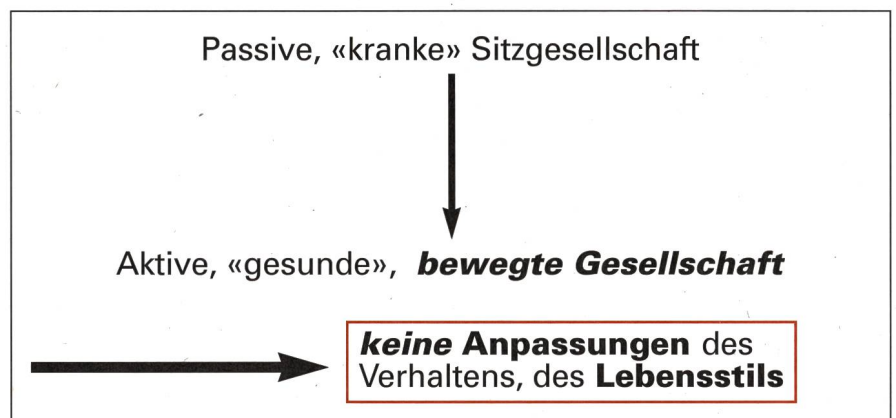 Passive, «kranke» Sitzgesellschaft
Aktive, «gesunde», bewegte Gesellschaft
keine Anpassungen des
Verhaltens, des Lebensstils